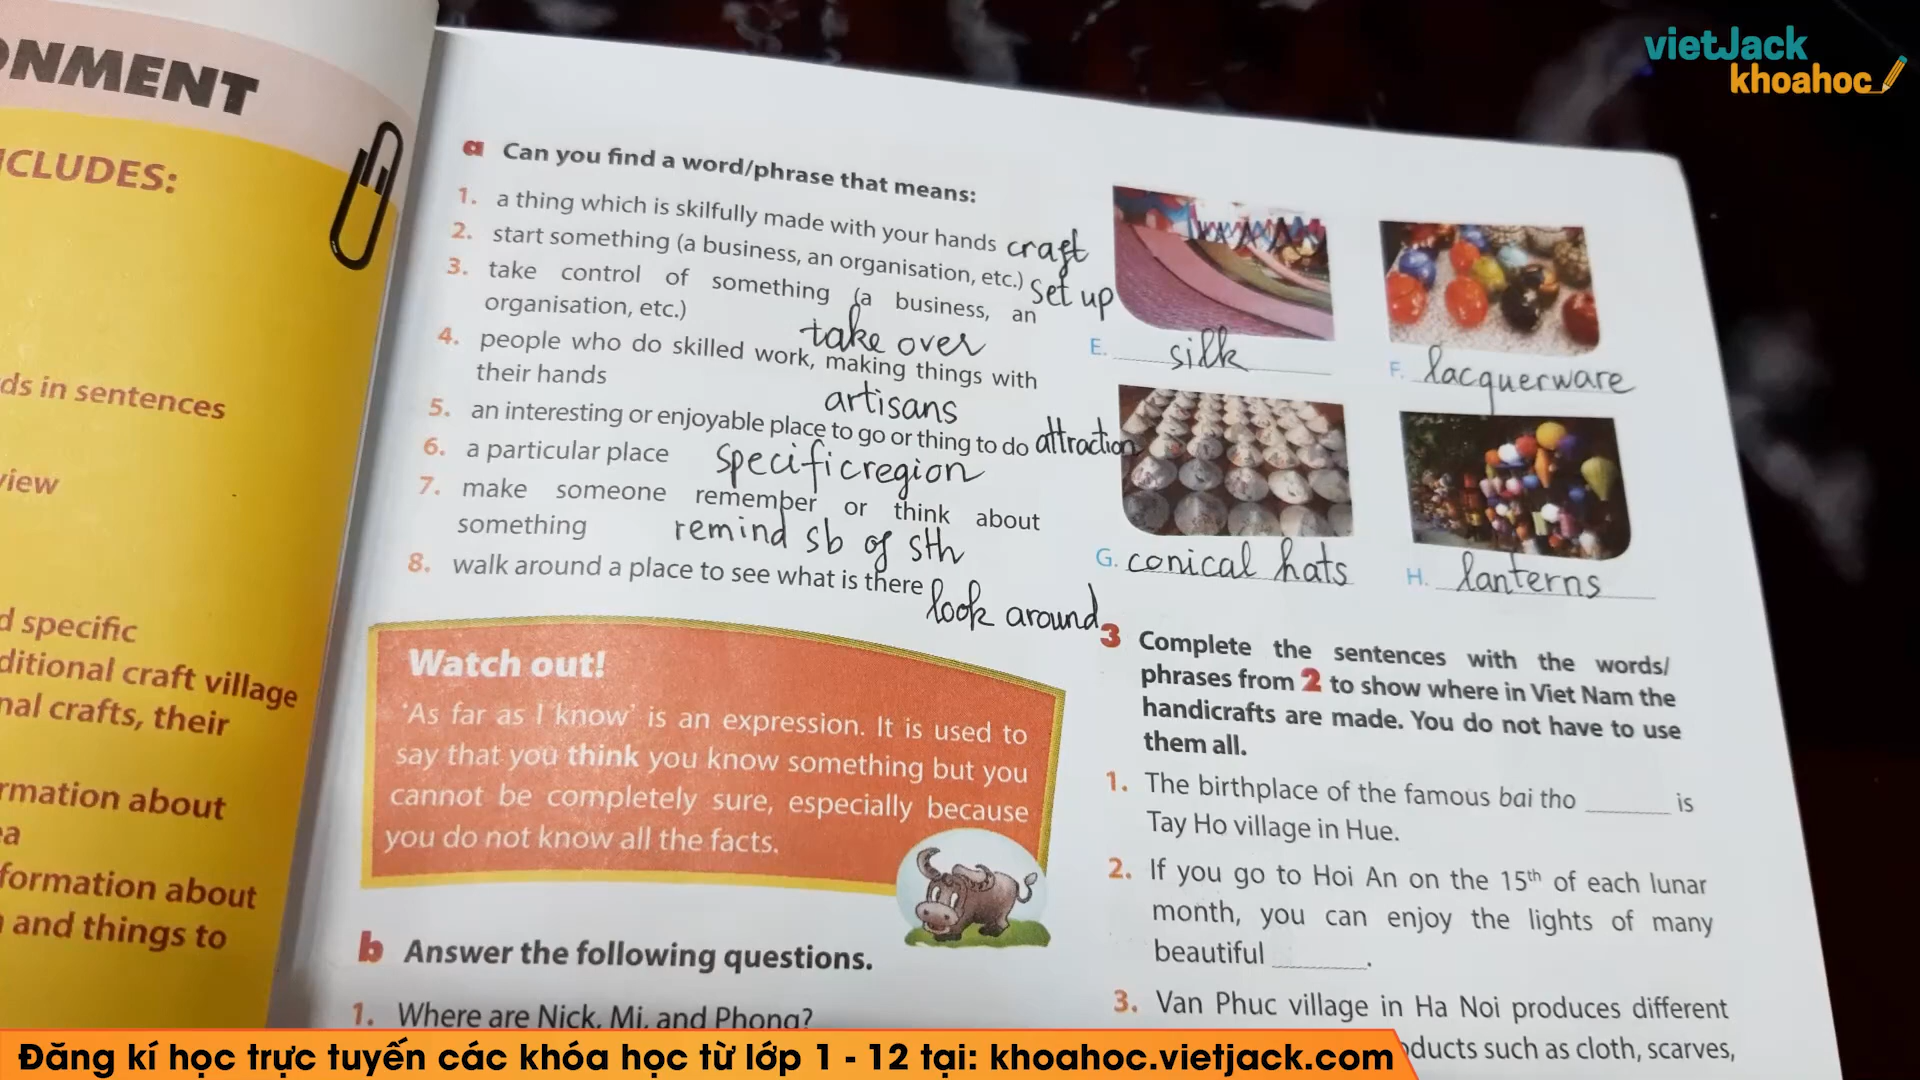 vietJack
khoahoc
ONMENT
CLUDES:
ds in sentences
view
d specific
ditional craft village
nal crafts, their
rmation about
ea
formation about
and things to
a Can you find a word/phrase that means:
1. a thing which is skilfully made with your hands craft
2. start something (a business, an organisation, etc.) set up
3. take control of something (a business, an
organisation, etc.)
take over
4. people who do skilled work, making things with
their hands
artisans
5. an interesting or enjoyable place to go or thing to do attraction
6. a particular place specific region
7. make someone remember or think about
something remind sb of sth
8. walk around a place to see what is there
look around
Watch out!
‘As far as I know’ is an expression. It is used to
say that you think you know something but you
cannot be completely sure, especially because
you do not know all the facts.
b Answer the following questions.
1. Where are Nick, Mi, and Phong?
E. silk
F. lacquerware
G. conical hats
H. lanterns
3 Complete the sentences with the words/
phrases from 2 to show where in Viet Nam the
handicrafts are made. You do not have to use
them all.
1. The birthplace of the famous bai tho ______ is
Tay Ho village in Hue.
2. If you go to Hoi An on the 15th of each lunar
month, you can enjoy the lights of many
beautiful ______.
3. Van Phuc village in Ha Noi produces different
oducts such as cloth, scarves,
Đăng kí học trực tuyến các khóa học từ lớp 1 - 12 tại: khoahoc.vietjack.com